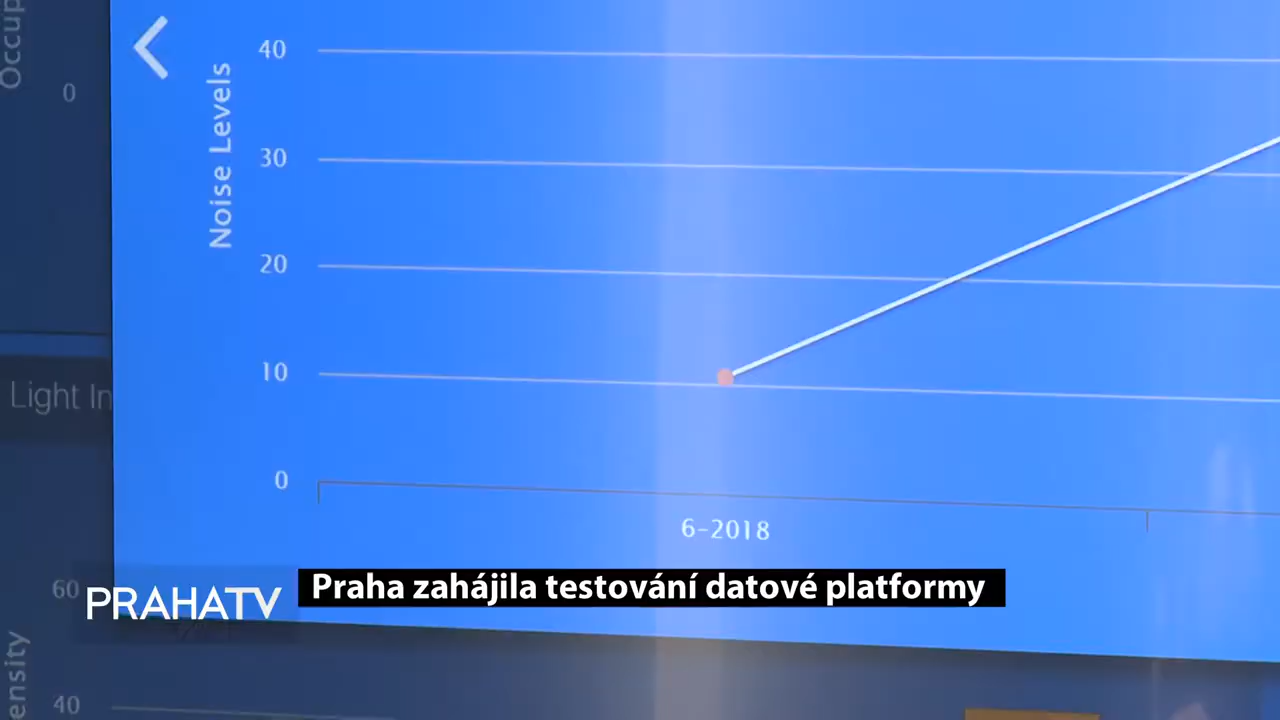 Occup
0
40
Noise Levels
30
20
10
0
Light In
6-2018
60
PRAHATV
Praha zahájila testování datové platformy
ensity
40